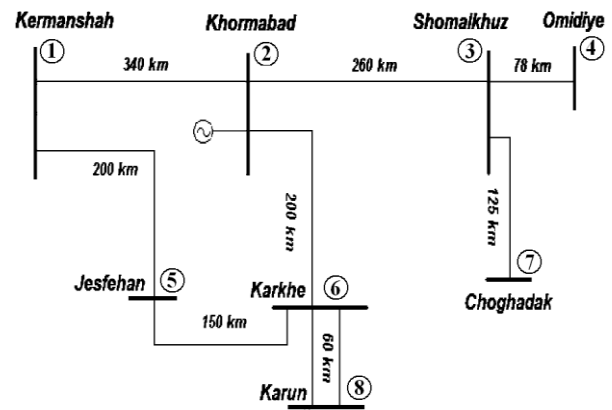 Kermanshah
Khormabad
Shomaikhuz
Omidiye
1
2
3
4
340 km
260 km
78 km
200 km
200 km
125 km
Jesfehan
5
Karkhe
6
7
Choghadak
150 km
60 km
Karun
8